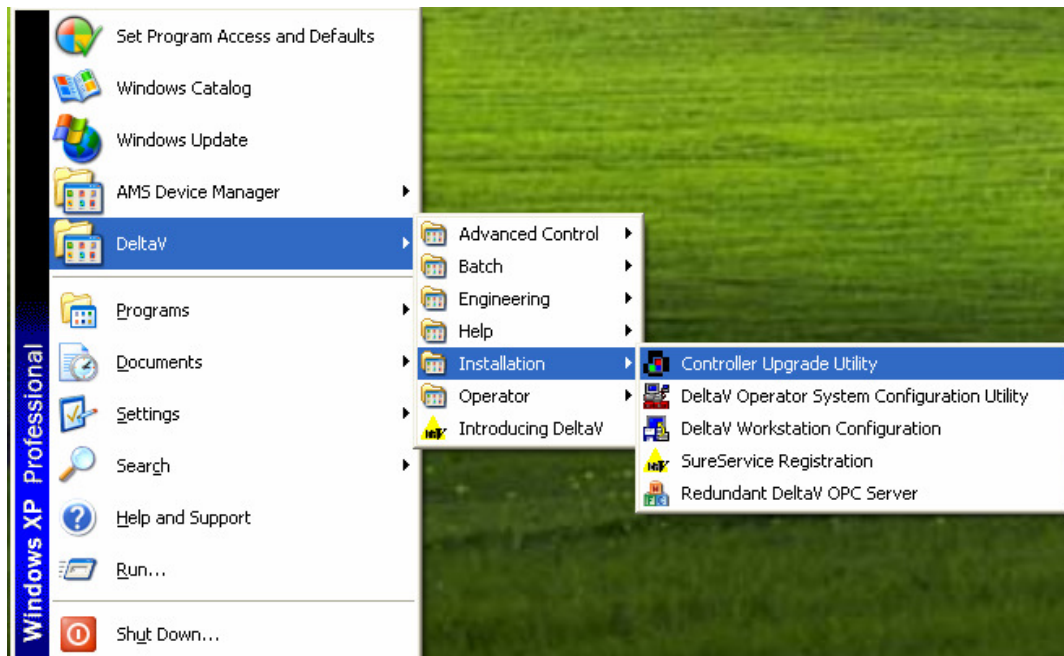 Set Program Access and Defaults
Windows Catalog
Windows Update
AMS Device Manager
DeltaV
Programs
Documents
Settings
Search
Help and Support
Run...
Shut Down...
Windows XP Professional
Advanced Control
Batch
Engineering
Help
Installation
Operator
Introducing DeltaV
Controller Upgrade Utility
DeltaV Operator System Configuration Utility
DeltaV Workstation Configuration
SureService Registration
Redundant DeltaV OPC Server